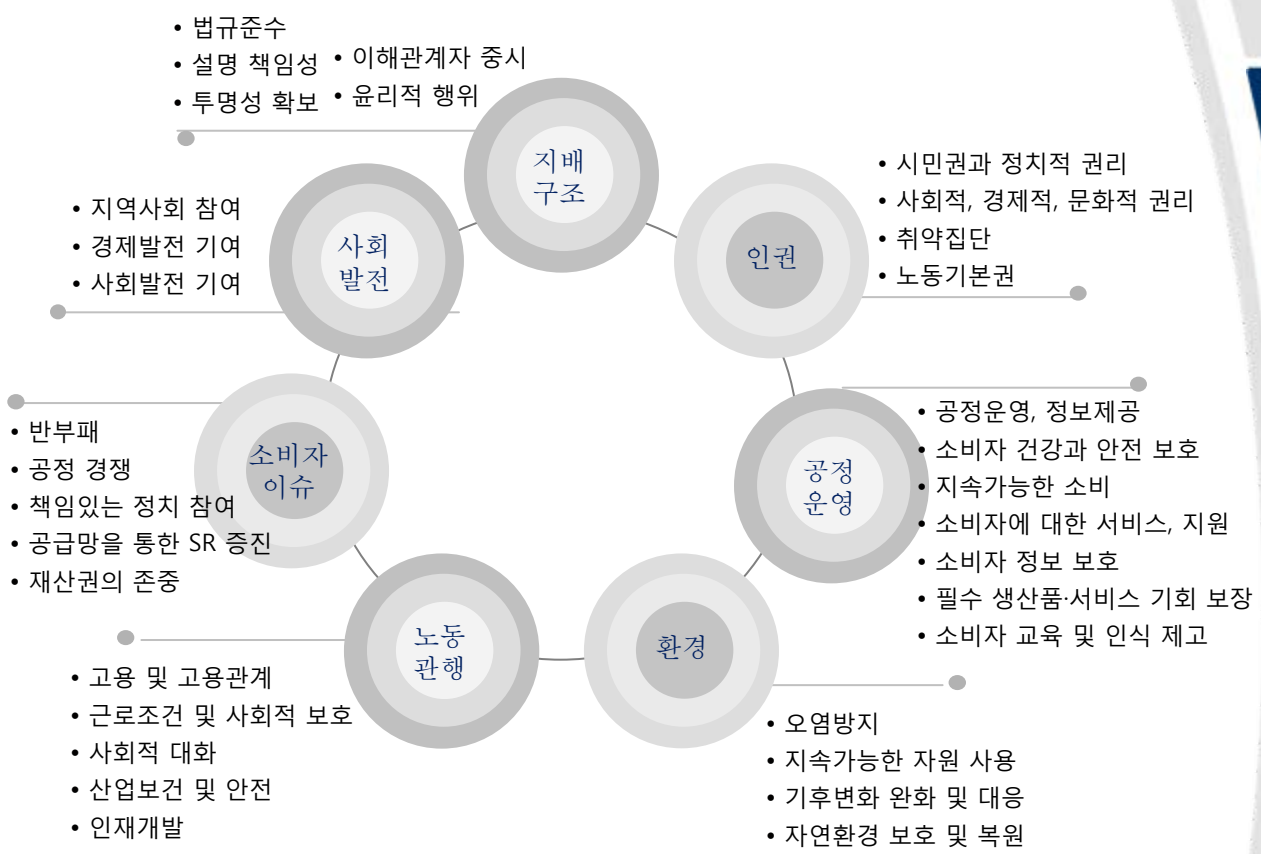 • 법규준수
• 설명 책임성
• 투명성 확보
• 이해관계자 중시
• 윤리적 행위
지배
구조
• 시민권과 정치적 권리
• 사회적, 경제적, 문화적 권리
• 취약집단
• 노동기본권
인권
• 지역사회 참여
• 경제발전 기여
• 사회발전 기여
사회
발전
• 반부패
• 공정 경쟁
• 책임있는 정치 참여
• 공급망을 통한 SR 증진
• 재산권의 존중
소비자
이슈
공정
운영
• 공정운영, 정보제공
• 소비자 건강과 안전 보호
• 지속가능한 소비
• 소비자에 대한 서비스, 지원
• 소비자 정보 보호
• 필수 생산품·서비스 기회 보장
• 소비자 교육 및 인식 제고
노동
관행
• 고용 및 고용관계
• 근로조건 및 사회적 보호
• 사회적 대화
• 산업보건 및 안전
• 인재개발
환경
• 오염방지
• 지속가능한 자원 사용
• 기후변화 완화 및 대응
• 자연환경 보호 및 복원